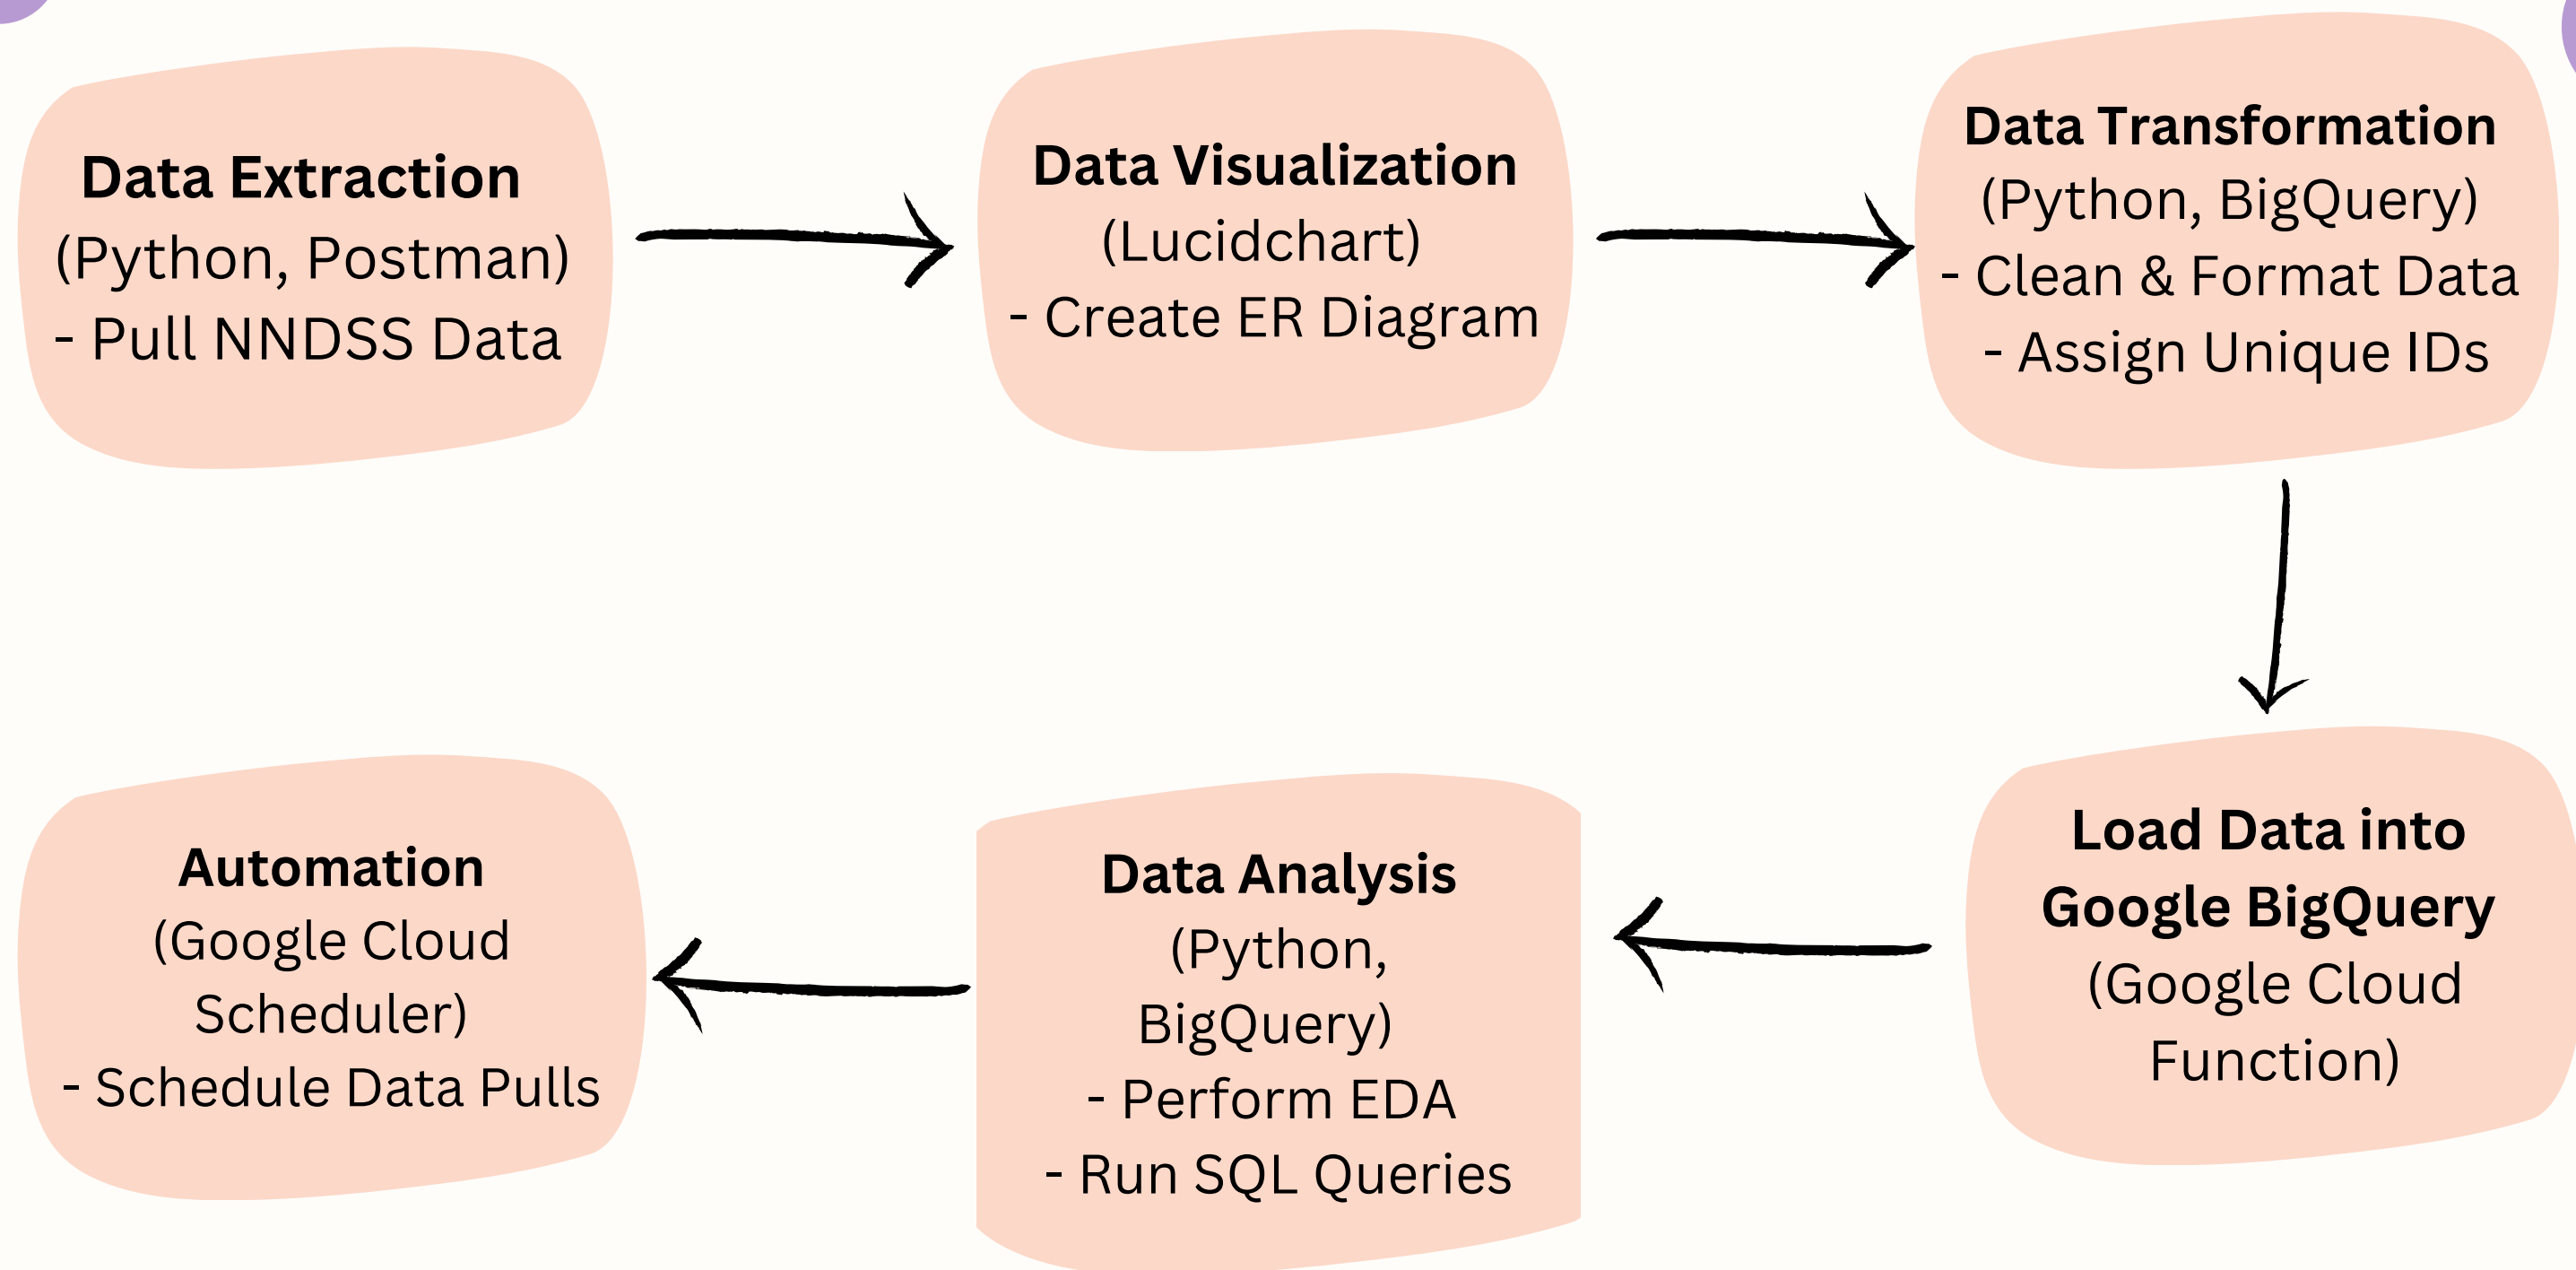 Data Extraction
(Python, Postman)
- Pull NNDSS Data
Data Visualization
(Lucidchart)
- Create ER Diagram
Data Transformation
(Python, BigQuery)
- Clean & Format Data
- Assign Unique IDs
Load Data into
Google BigQuery
(Google Cloud
Function)
Data Analysis
(Python,
BigQuery)
- Perform EDA
- Run SQL Queries
Automation
(Google Cloud
Scheduler)
- Schedule Data Pulls